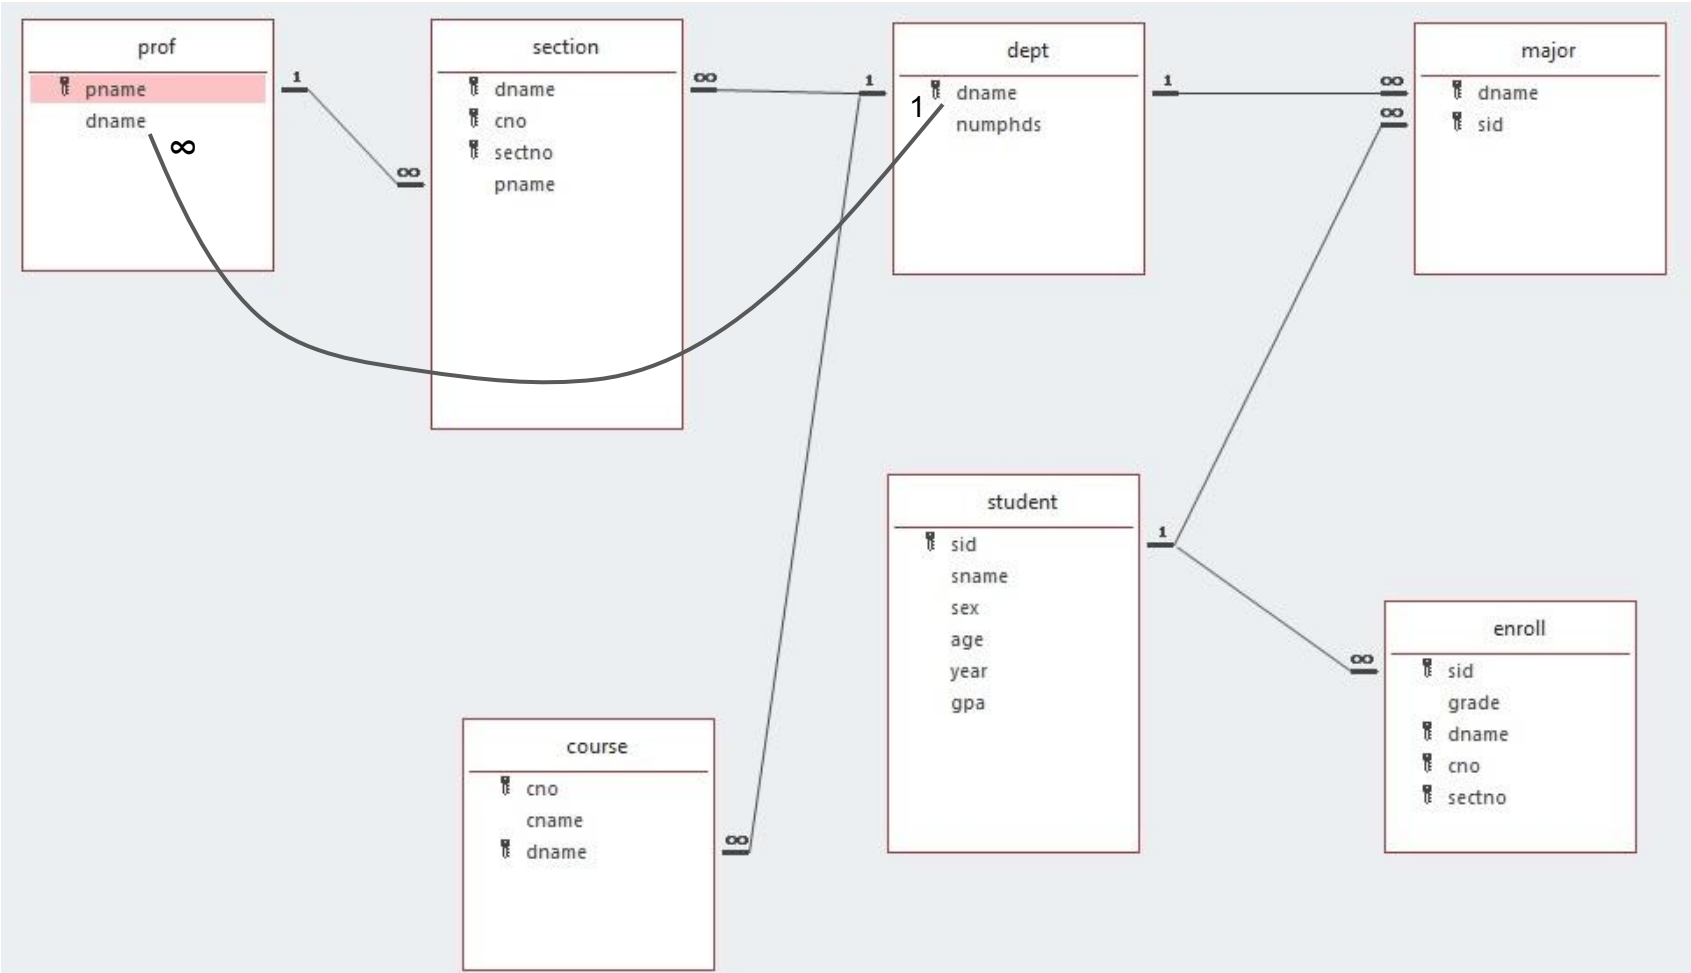 prof
pname
dname
∞
1
∞
section
dname
cno
sectno
pname
∞
1
1
dept
dname
numphds
1
∞
∞
major
dname
sid
student
sid
sname
sex
age
year
gpa
1
∞
enroll
sid
grade
dname
cno
sectno
course
cno
cname
dname
∞